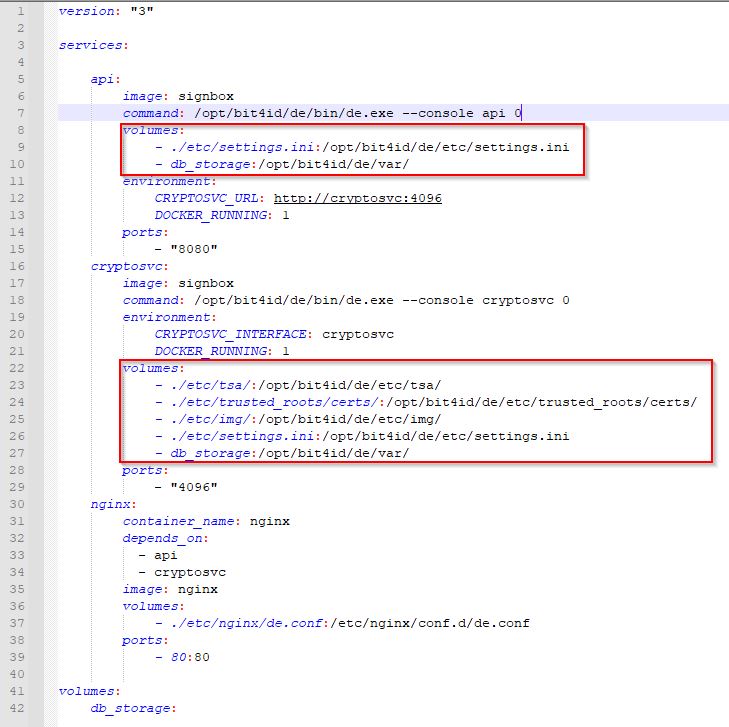 1 version: "3"
2
3 services:
4
5 api:
6 image: signbox
7 command: /opt/bit4id/de/bin/de.exe --console api 0
8 volumes:
9 - ./etc/settings.ini:/opt/bit4id/de/etc/settings.ini
10 - db_storage:/opt/bit4id/de/var/
11 environment:
12 CRYPTOSVC_URL: http://cryptosvc:4096
13 DOCKER_RUNNING: 1
14 ports:
15 - "8080"
16 cryptosvc:
17 image: signbox
18 command: /opt/bit4id/de/bin/de.exe --console cryptosvc 0
19 environment:
20 CRYPTOSVC_INTERFACE: cryptosvc
21 DOCKER_RUNNING: 1
22 volumes:
23 - ./etc/tsa/:/opt/bit4id/de/etc/tsa/
24 - ./etc/trusted_roots/certs/:/opt/bit4id/de/etc/trusted_roots/certs/
25 - ./etc/img/:/opt/bit4id/de/etc/img/
26 - ./etc/settings.ini:/opt/bit4id/de/etc/settings.ini
27 - db_storage:/opt/bit4id/de/var/
28 ports:
29 - "4096"
30 nginx:
31 container_name: nginx
32 depends_on:
33 - api
34 - cryptosvc
35 image: nginx
36 volumes:
37 - ./etc/nginx/de.conf:/etc/nginx/conf.d/de.conf
38 ports:
39 - 80:80
40
41 volumes:
42 db_storage: